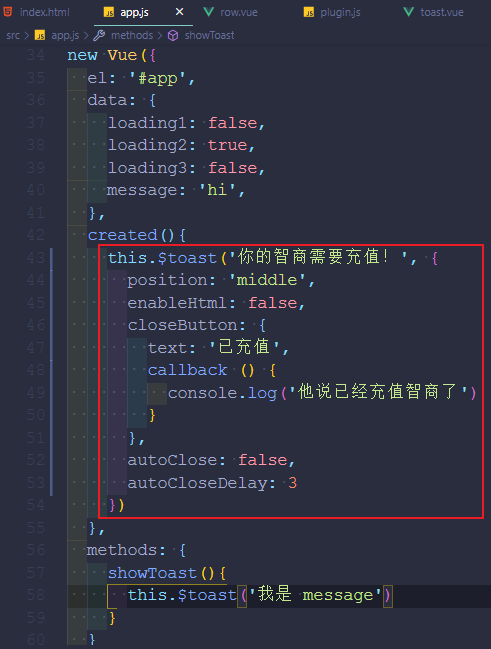 index.html app.js × row.vue plugin.js toast.vue
src > app.js > methods > showToast
34 new Vue({
35 el: '#app',
36 data: {
37 loading1: false,
38 loading2: true,
39 loading3: false,
40 message: 'hi',
41 },
42 created(){
43 this.$toast('你的智商需要充值！', {
44 position: 'middle',
45 enableHtml: false,
46 closeButton: {
47 text: '已充值',
48 callback () {
49 console.log('他说已经充值智商了')
50 }
51 },
52 autoClose: false,
53 autoCloseDelay: 3
54 })
55 },
56 methods: {
57 showToast(){
58 this.$toast('我是 message')
59 }
60 }